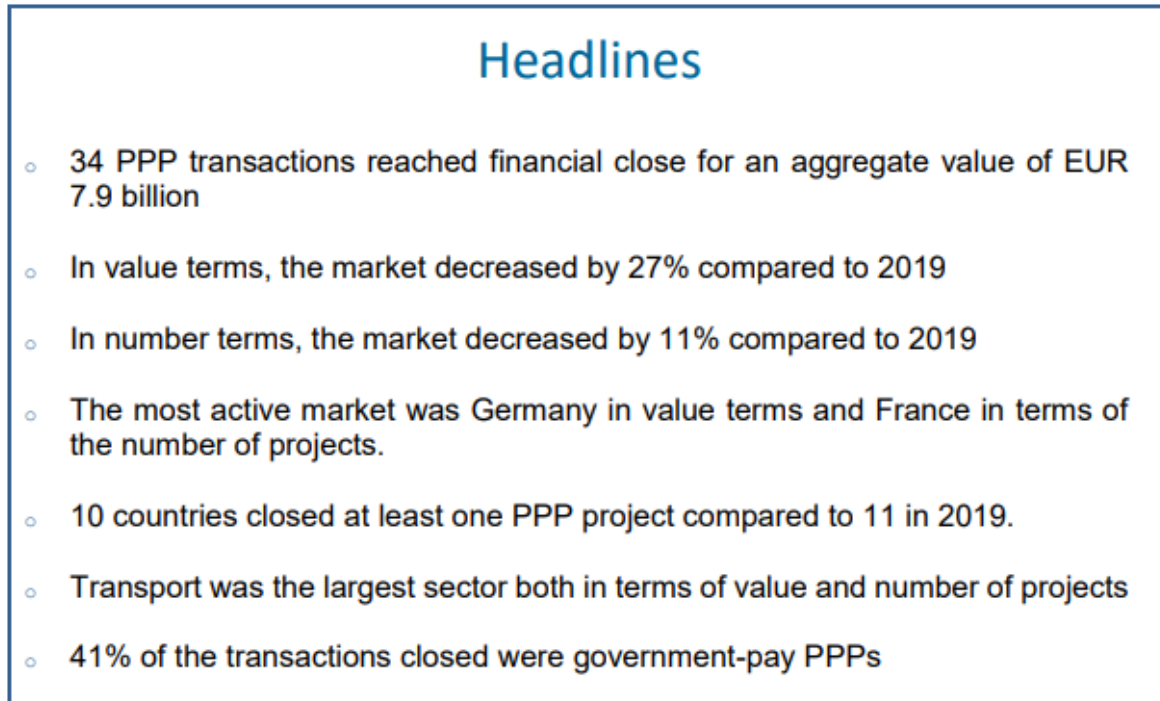 Headlines
34 PPP transactions reached financial close for an aggregate value of EUR
7.9 billion
In value terms, the market decreased by 27% compared to 2019
In number terms, the market decreased by 11% compared to 2019
The most active market was Germany in value terms and France in terms of
the number of projects.
10 countries closed at least one PPP project compared to 11 in 2019.
Transport was the largest sector both in terms of value and number of projects
41% of the transactions closed were government-pay PPPs